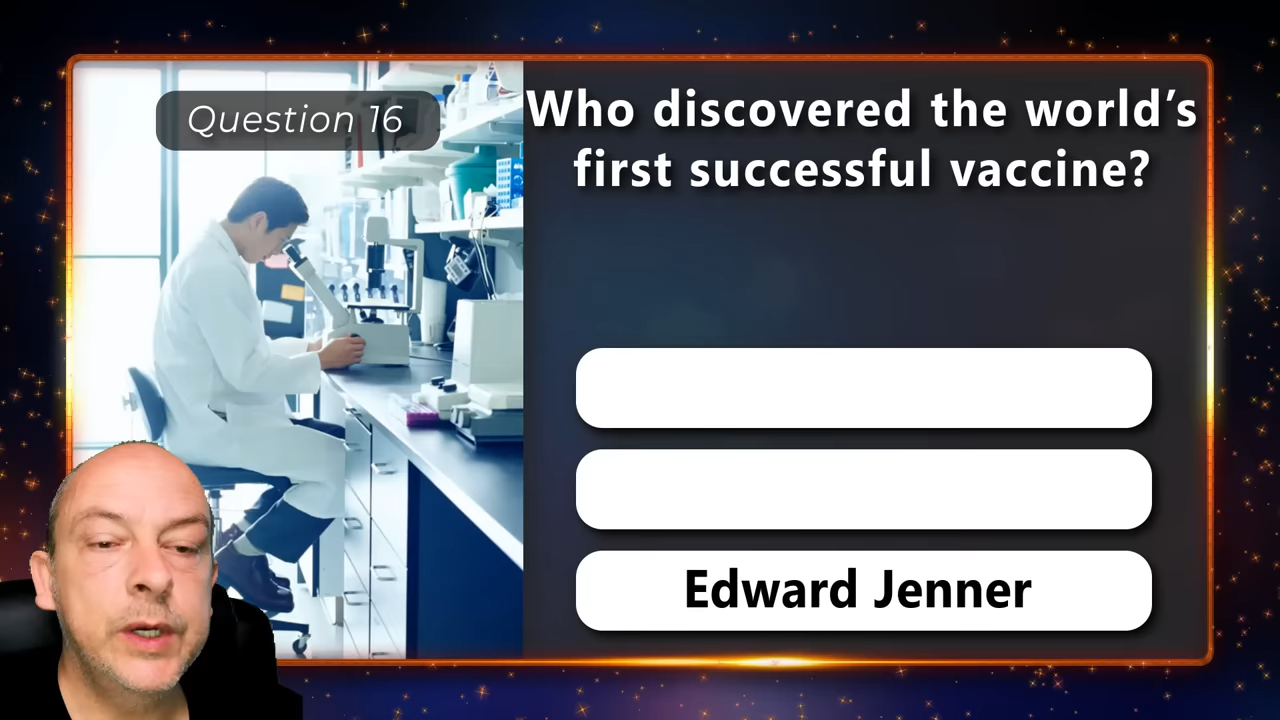 Question 16
Who discovered the world’s
first successful vaccine?
Edward Jenner